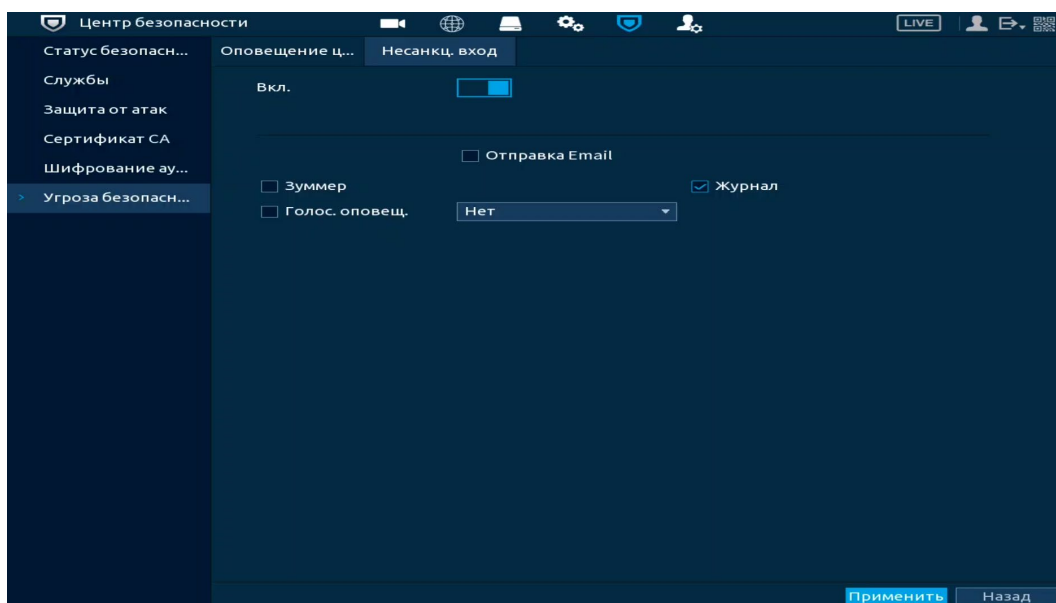 Центр безопасности
LIVE
Статус безопасн...
Службы
Защита от атак
Сертификат CA
Шифрование ау...
> Угроза безопасн...
Оповещение ц...
Несанкц. вход
Вкл.
Отправка Email
Зуммер
Журнал
Голос. оповещ.
Нет
Применить
Назад